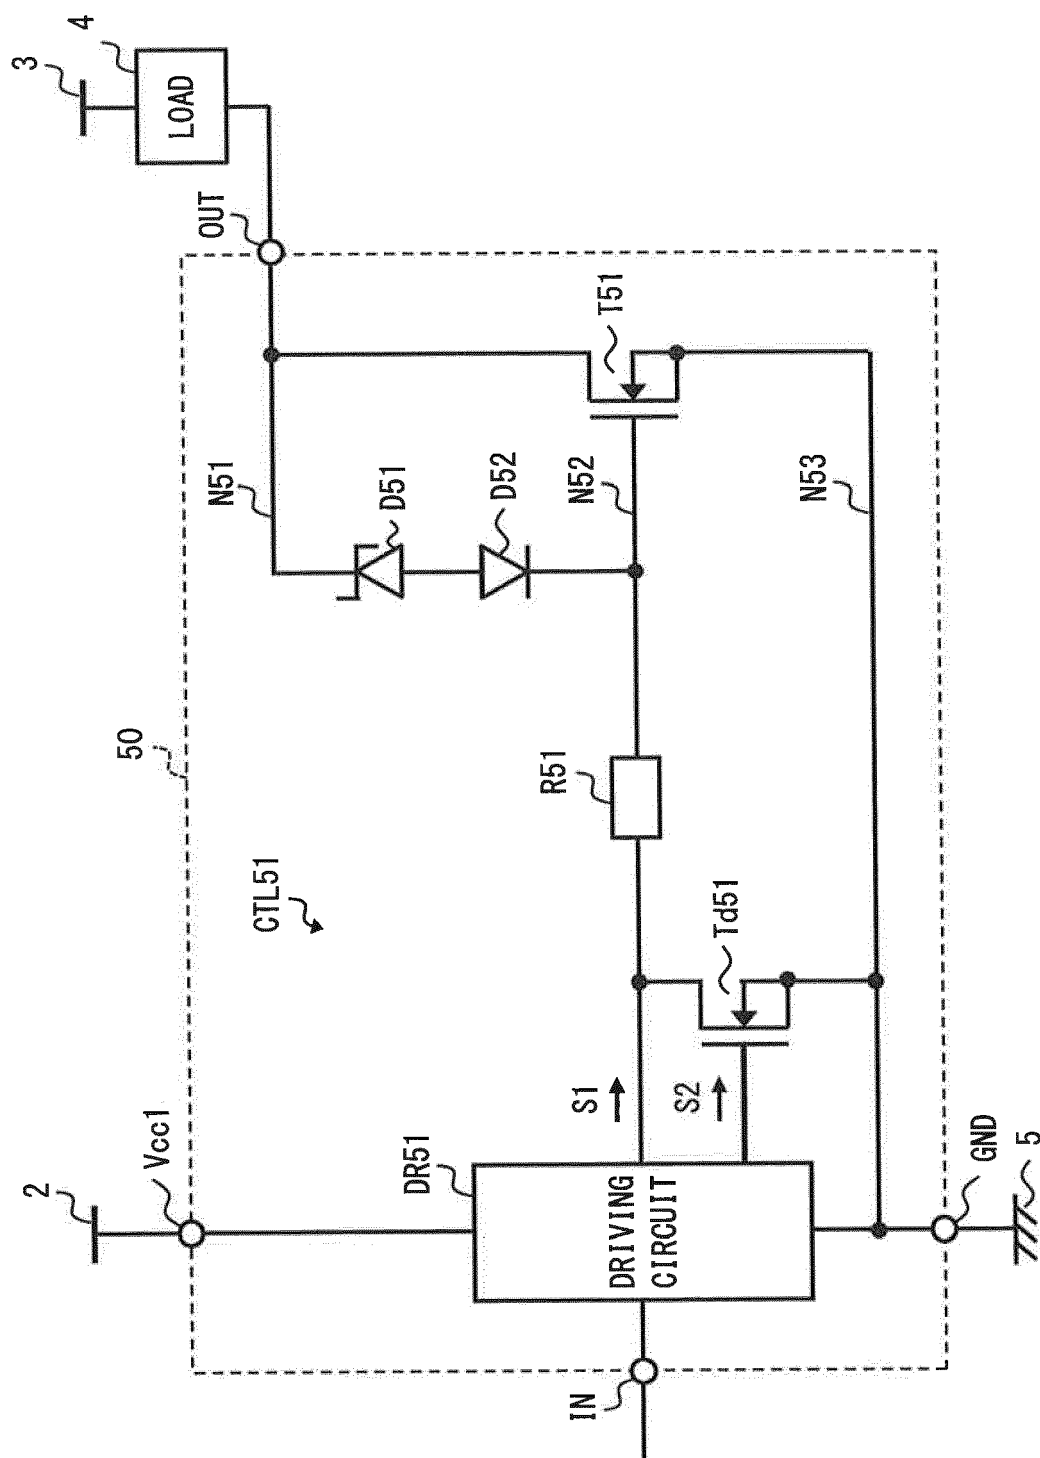 3
4
LOAD
OUT
T51
N51
D51
D52
N52
N53
50
R51
CTL51
Td51
S1
S2
2
Vcc1
DR51
DRIVING
CIRCUIT
GND
5
IN